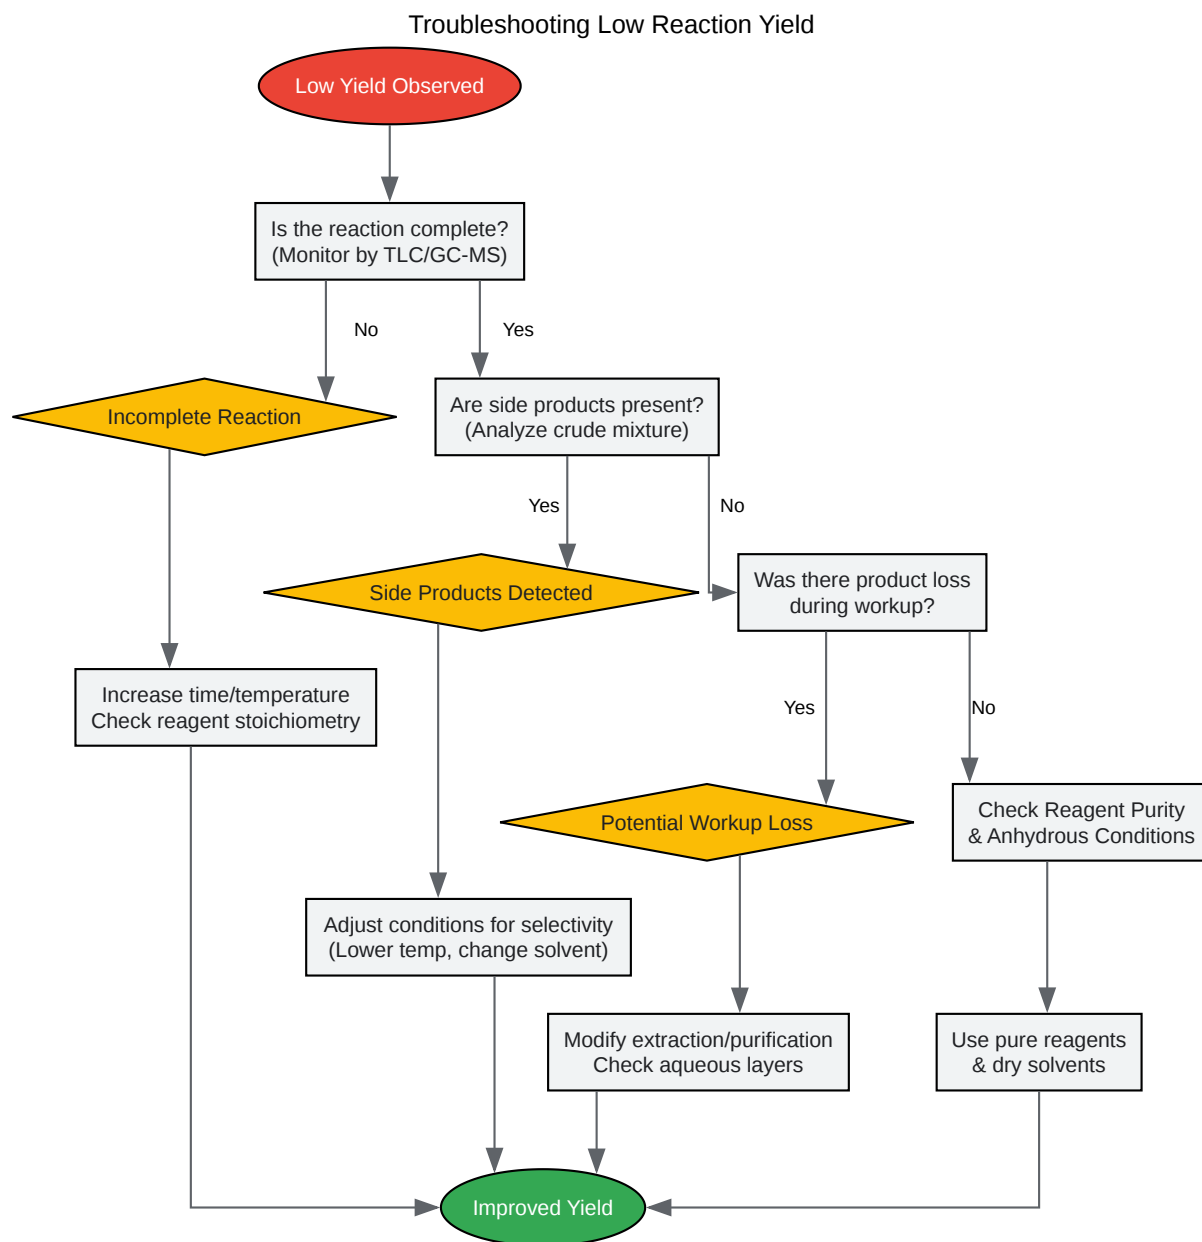 Troubleshooting Low Reaction Yield
Low Yield Observed
Is the reaction complete?
(Monitor by TLC/GC-MS)
No
Yes
Incomplete Reaction
Are side products present?
(Analyze crude mixture)
Yes
No
Side Products Detected
Was there product loss
during workup?
Increase time/temperature
Check reagent stoichiometry
Yes
No
Potential Workup Loss
Check Reagent Purity
& Anhydrous Conditions
Adjust conditions for selectivity
(Lower temp, change solvent)
Modify extraction/purification
Check aqueous layers
Use pure reagents
& dry solvents
Improved Yield